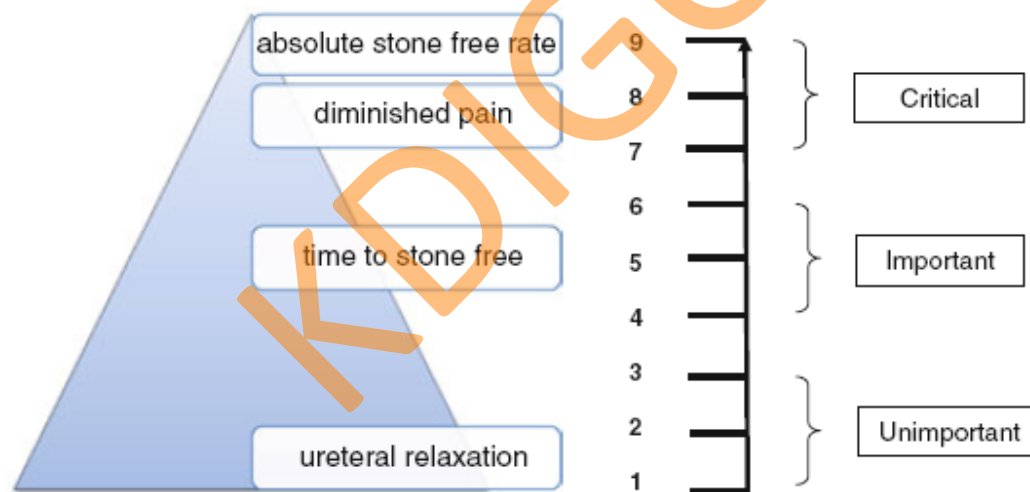 absolute stone free rate
diminished pain
time to stone free
ureteral relaxation
9
8
7
6
5
4
3
2
1
Critical
Important
Unimportant
KDIGO